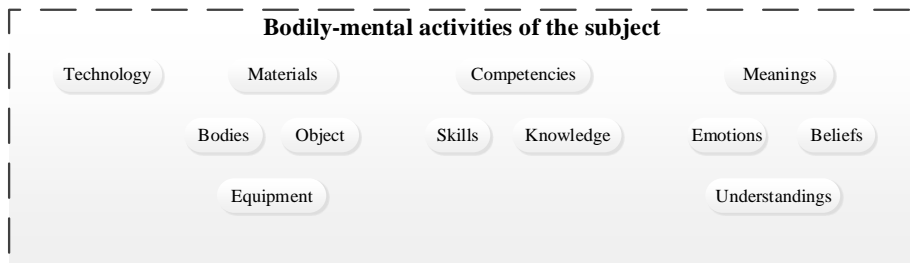 Bodily-mental activities of the subject
Technology Materials Competencies Meanings
Bodies Object Skills Knowledge Emotions Beliefs
Equipment Understandings